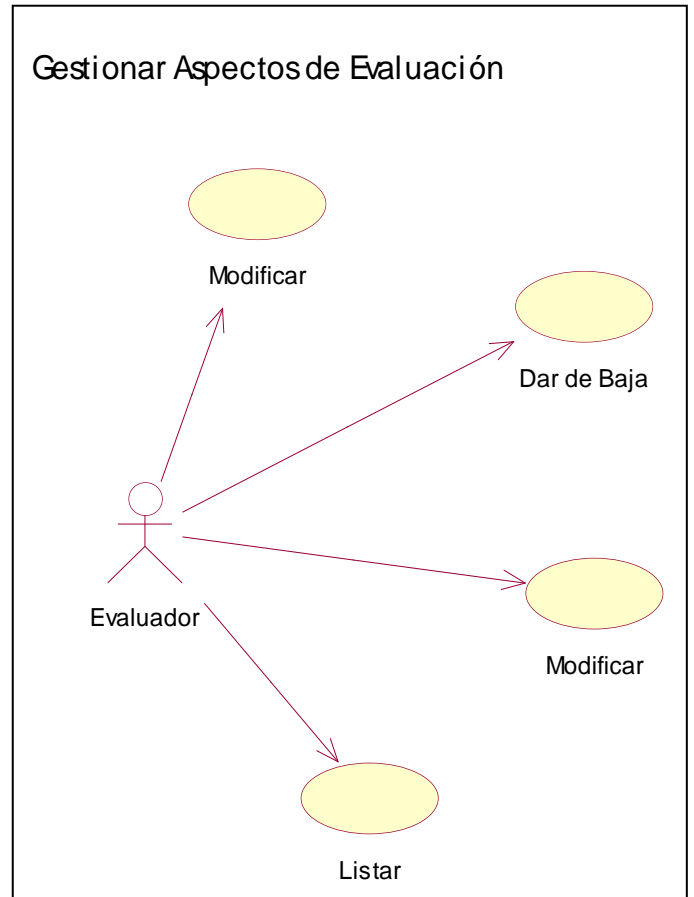 Gestionar Aspectos de Evaluación
Modificar
Dar de Baja
Evaluador
Modificar
Listar